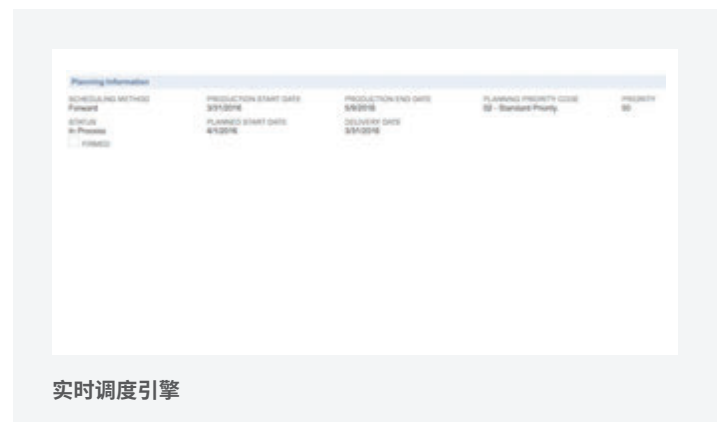 Planning Information
SCHEDULING METHOD PRODUCTION START DATE PRODUCTION END DATE PLANNING PRIORITY CODE PRIORITY
Forward 3/31/2016 5/9/2016 02 - Standard Priority 50
STATUS PLANNED START DATE DELIVERY DATE
In Process 4/1/2016 3/31/2016
FIRMED
实时调度引擎